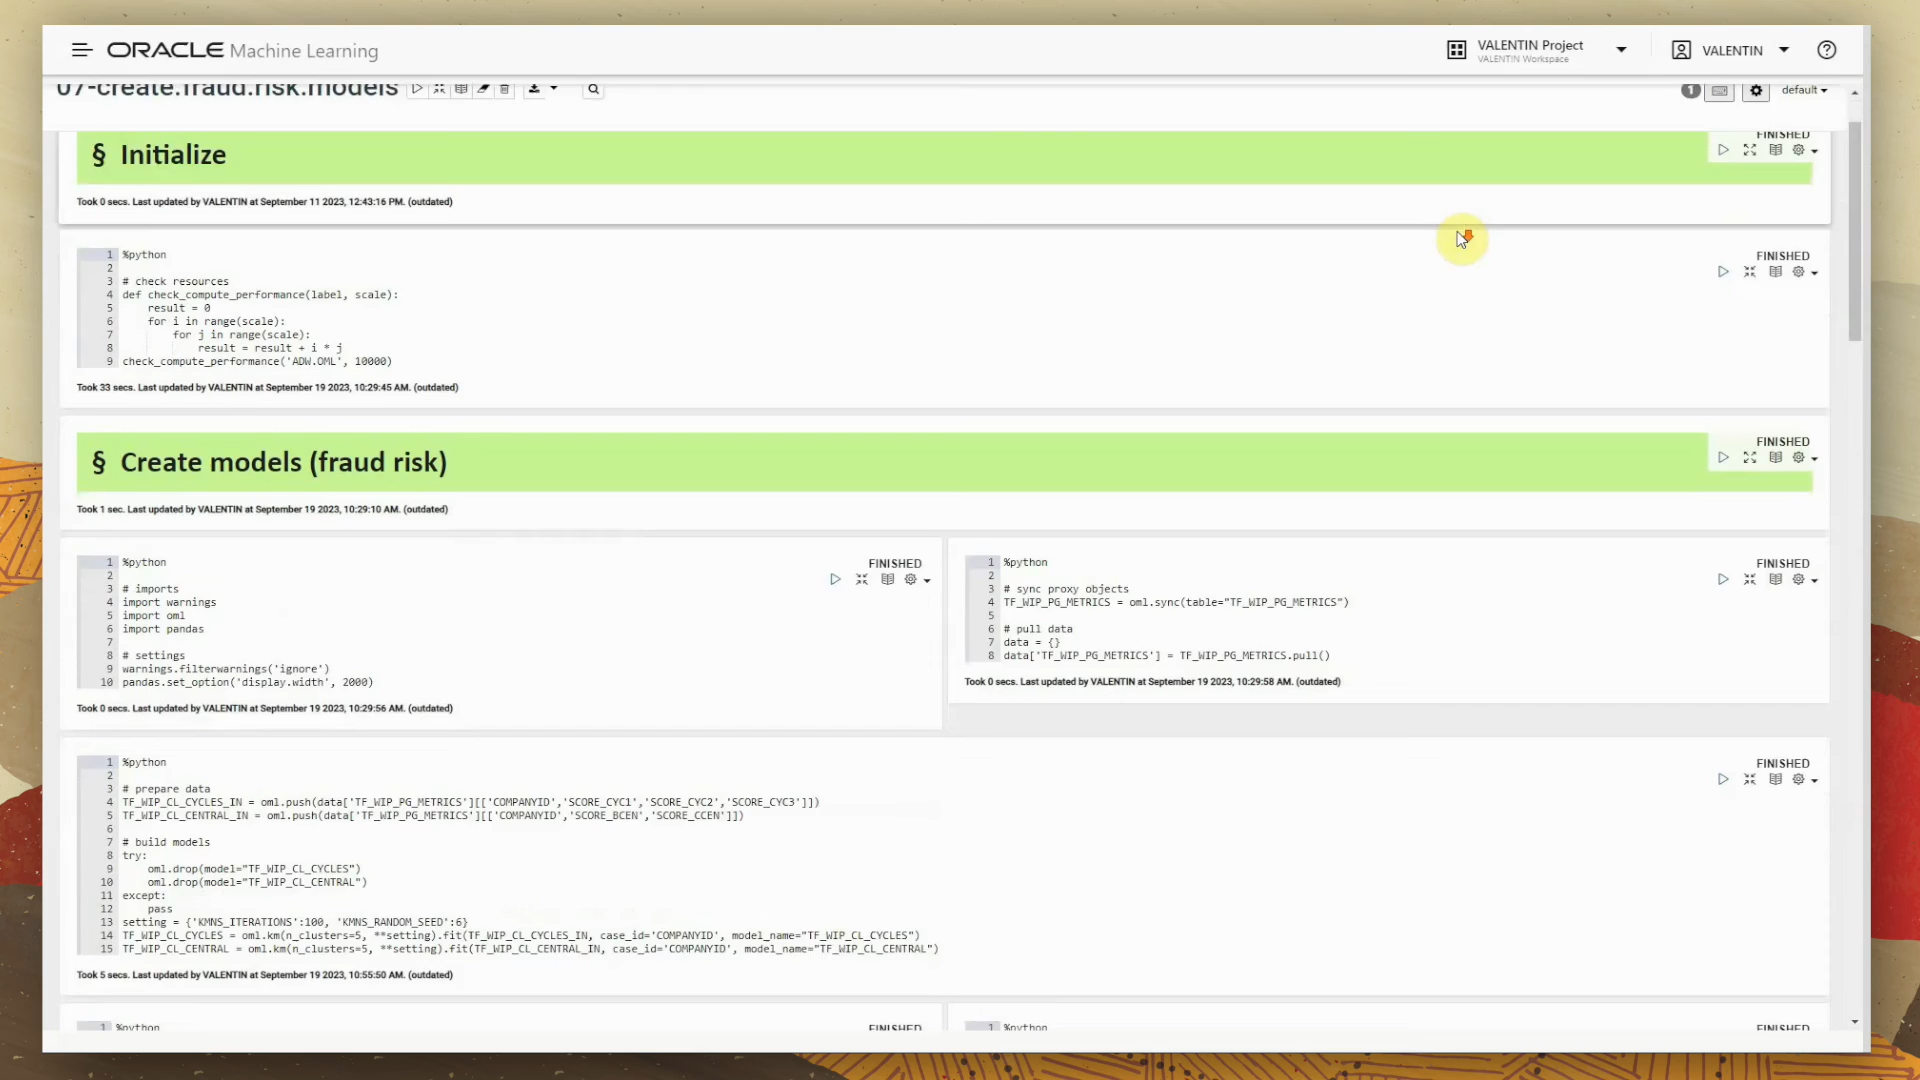 ORACLE Machine Learning
VALENTIN Project
VALENTIN Workspace
VALENTIN
07-create.fraud.risk.models
1
default
§ Initialize
FINISHED
Took 0 secs. Last updated by VALENTIN at September 11 2023, 12:43:16 PM. (outdated)
FINISHED
1 %python
2
3 # check resources
4 def check_compute_performance(label, scale):
5 result = 0
6 for i in range(scale):
7 for j in range(scale):
8 result = result + i * j
9 check_compute_performance('ADW.OML', 10000)
Took 33 secs. Last updated by VALENTIN at September 19 2023, 10:29:45 AM. (outdated)
§ Create models (fraud risk)
FINISHED
Took 1 sec. Last updated by VALENTIN at September 19 2023, 10:29:10 AM. (outdated)
FINISHED
1 %python
2
3 # imports
4 import warnings
5 import oml
6 import pandas
7
8 # settings
9 warnings.filterwarnings('ignore')
10 pandas.set_option('display.width', 2000)
Took 0 secs. Last updated by VALENTIN at September 19 2023, 10:29:56 AM. (outdated)
FINISHED
1 %python
2
3 # sync proxy objects
4 TF_WIP_PG_METRICS = oml.sync(table="TF_WIP_PG_METRICS")
5
6 # pull data
7 data = {}
8 data['TF_WIP_PG_METRICS'] = TF_WIP_PG_METRICS.pull()
Took 0 secs. Last updated by VALENTIN at September 19 2023, 10:29:58 AM. (outdated)
FINISHED
1 %python
2
3 # prepare data
4 TF_WIP_CL_CYCLES_IN = oml.push(data['TF_WIP_PG_METRICS'][['COMPANYID','SCORE_CYC1','SCORE_CYC2','SCORE_CYC3']])
5 TF_WIP_CL_CENTRAL_IN = oml.push(data['TF_WIP_PG_METRICS'][['COMPANYID','SCORE_BCEN','SCORE_CCEN']])
6
7 # build models
8 try:
9 oml.drop(model="TF_WIP_CL_CYCLES")
10 oml.drop(model="TF_WIP_CL_CENTRAL")
11 except:
12 pass
13 setting = {'KMNS_ITERATIONS':100, 'KMNS_RANDOM_SEED':6}
14 TF_WIP_CL_CYCLES = oml.km(n_clusters=5, **setting).fit(TF_WIP_CL_CYCLES_IN, case_id='COMPANYID', model_name="TF_WIP_CL_CYCLES")
15 TF_WIP_CL_CENTRAL = oml.km(n_clusters=5, **setting).fit(TF_WIP_CL_CENTRAL_IN, case_id='COMPANYID', model_name="TF_WIP_CL_CENTRAL")
Took 5 secs. Last updated by VALENTIN at September 19 2023, 10:55:50 AM. (outdated)
1 %python
FINISHED
1 %python
FINISHED